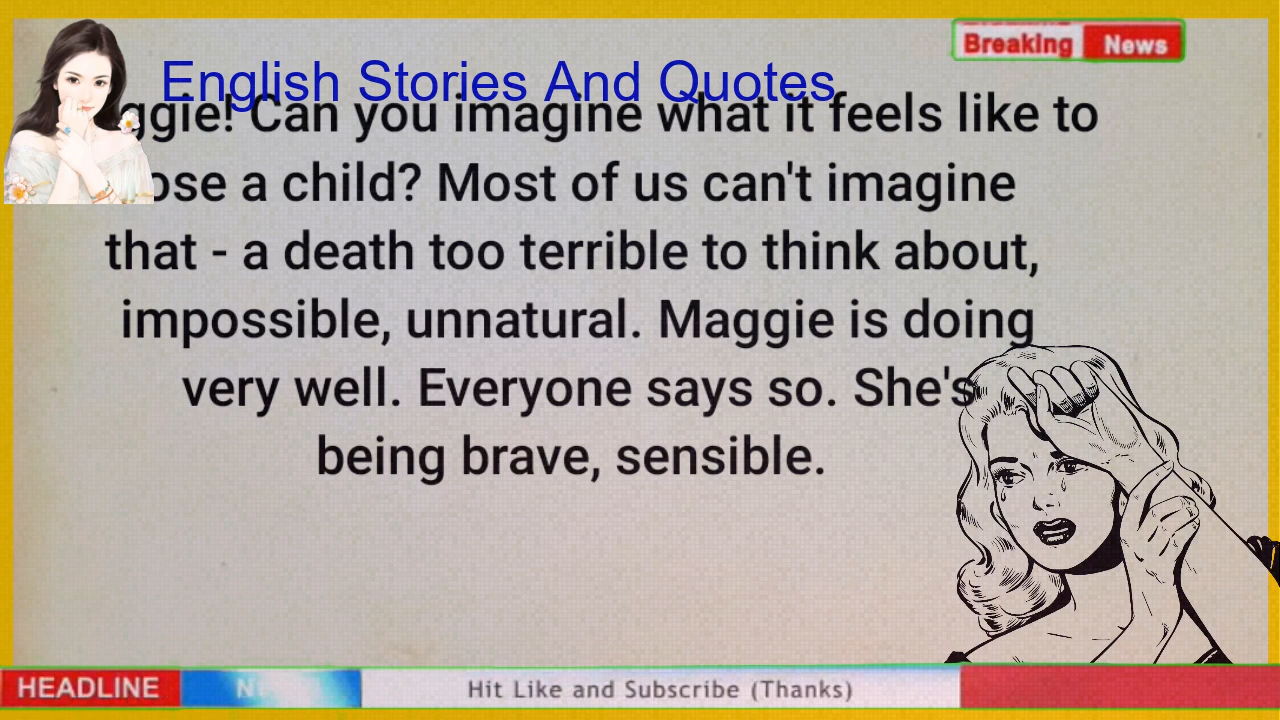 Breaking News
English Stories And Quotes
Can you imagine what it feels like to
a child? Most of us can't imagine
that - a death too terrible to think about,
impossible, unnatural. Maggie is doing
very well. Everyone says so. She's
being brave, sensible.
HEADLINE
Hit Like and Subscribe (Thanks)